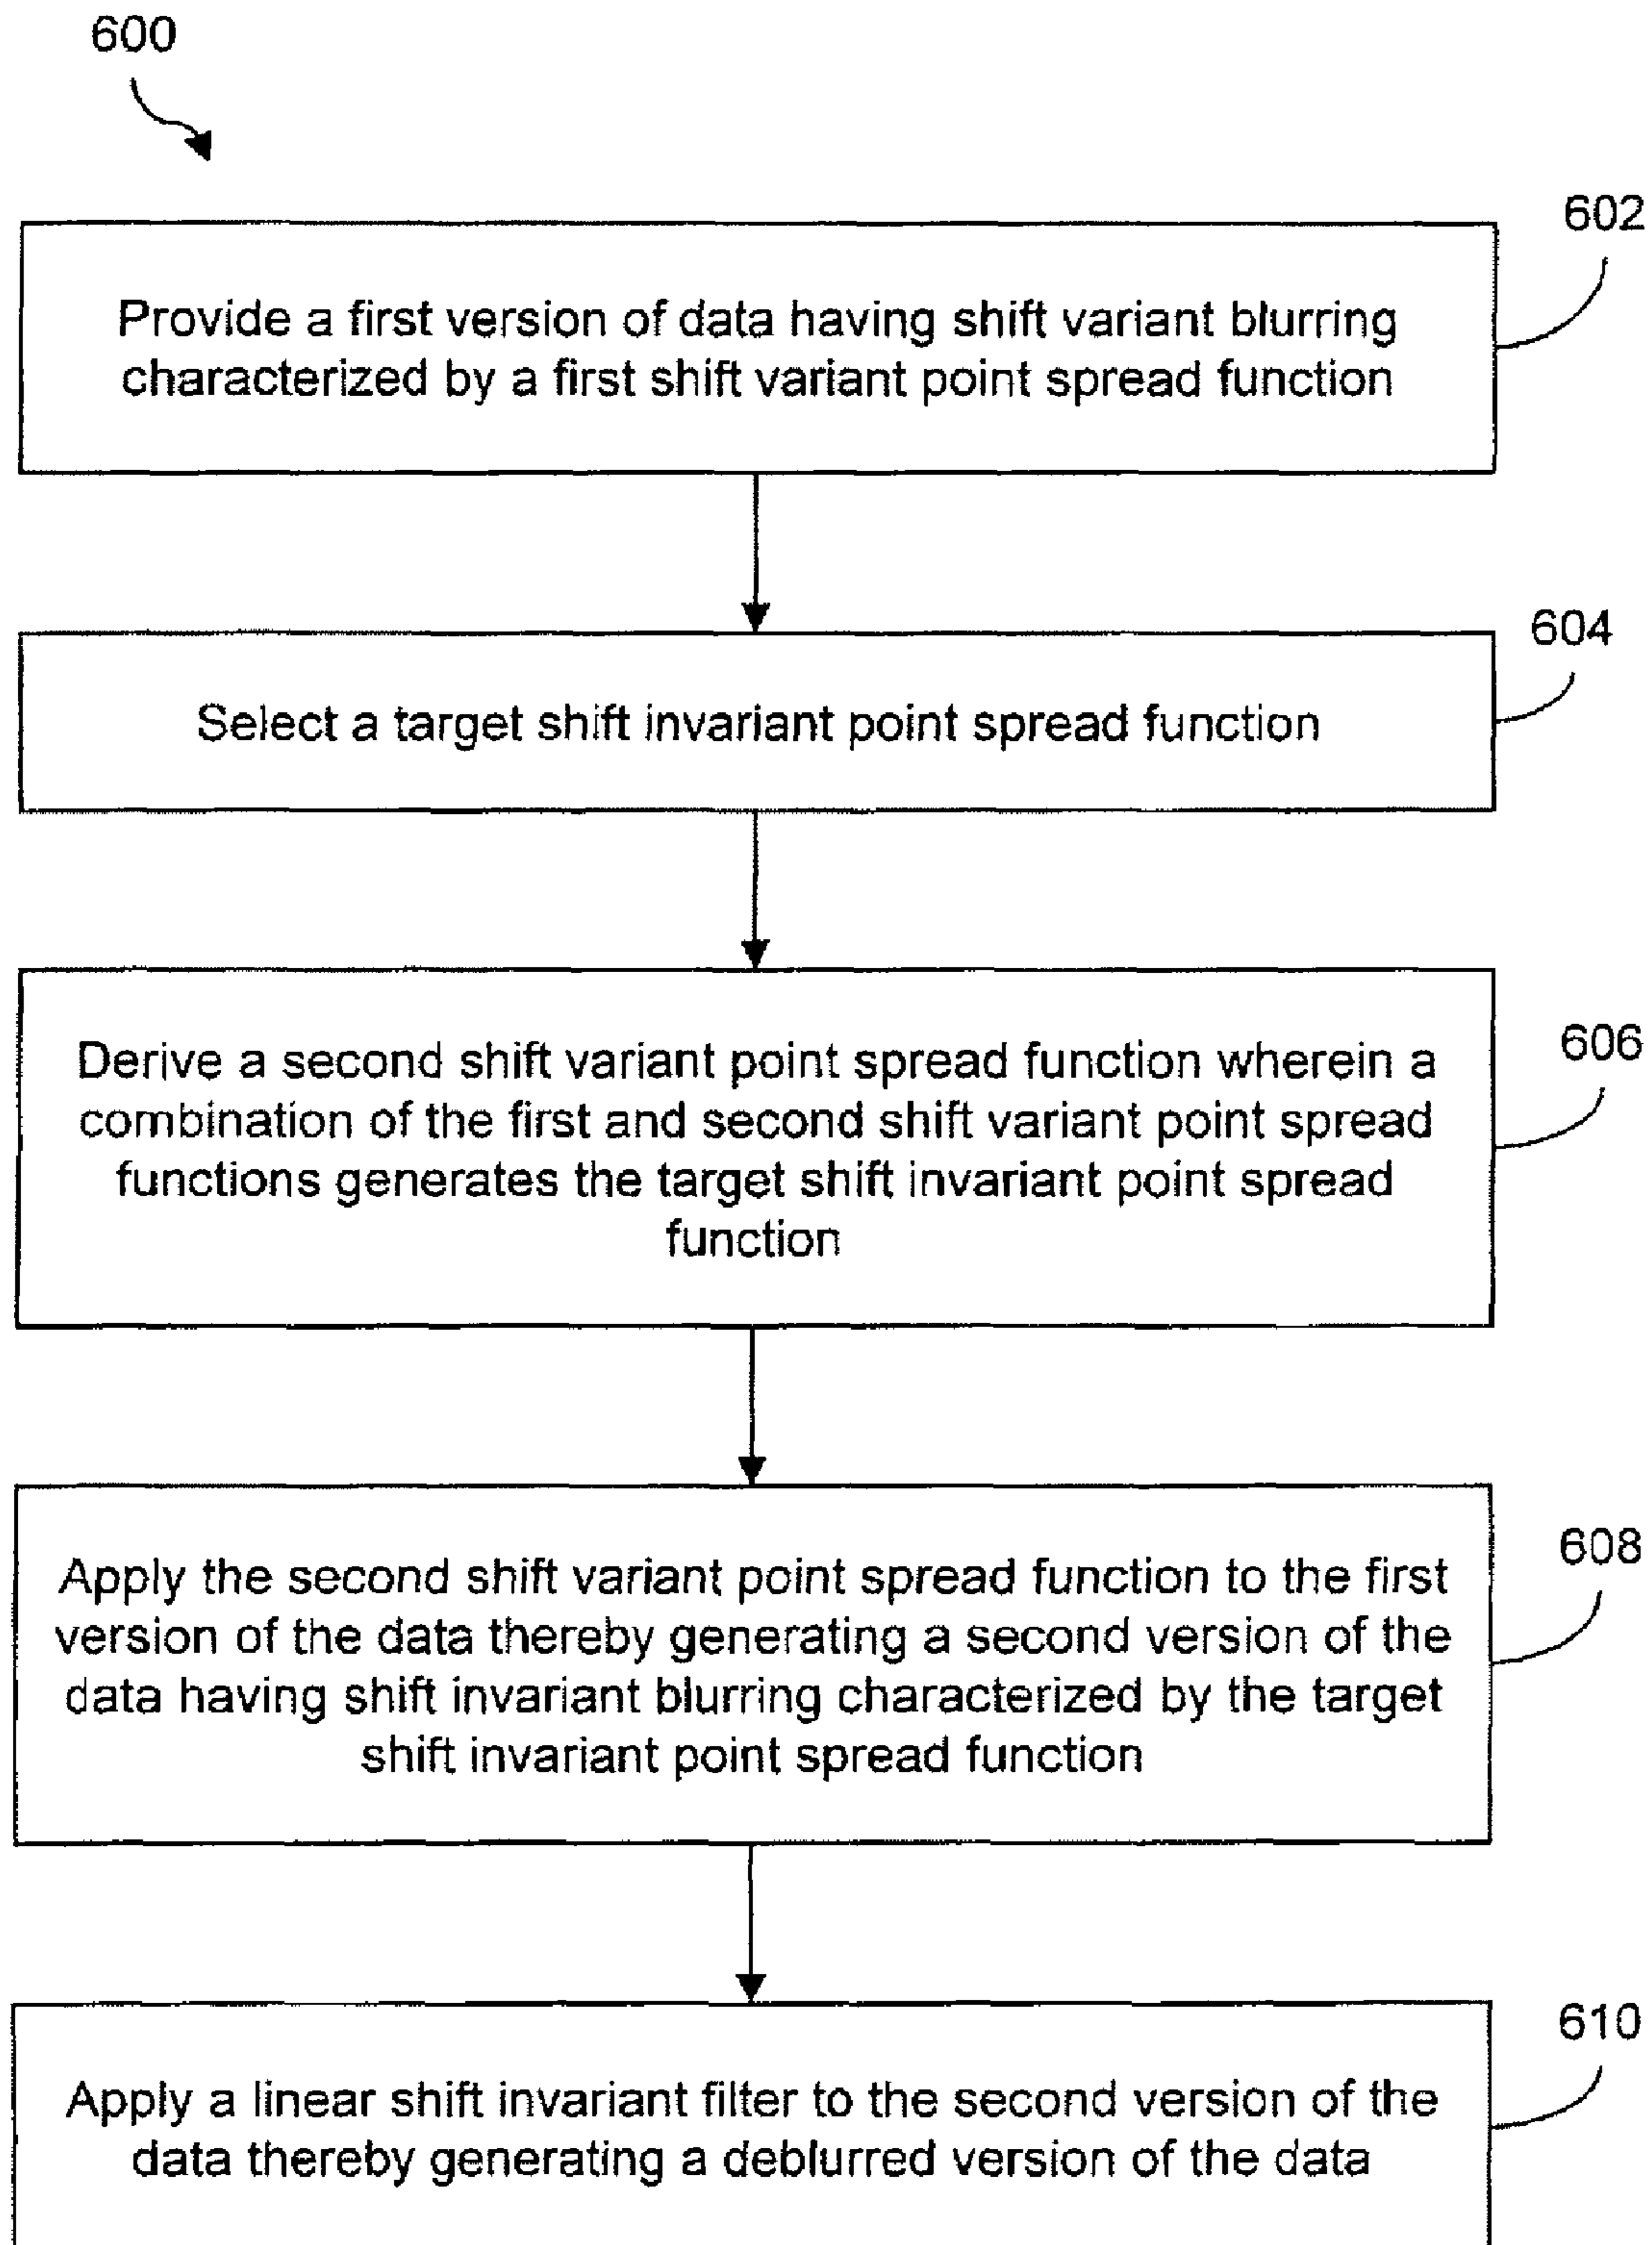 600
602
Provide a first version of data having shift variant blurring
characterized by a first shift variant point spread function
604
Select a target shift invariant point spread function
606
Derive a second shift variant point spread function wherein a
combination of the first and second shift variant point spread
functions generates the target shift invariant point spread
function
608
Apply the second shift variant point spread function to the first
version of the data thereby generating a second version of the
data having shift invariant blurring characterized by the target
shift invariant point spread function
610
Apply a linear shift invariant filter to the second version of the
data thereby generating a deblurred version of the data